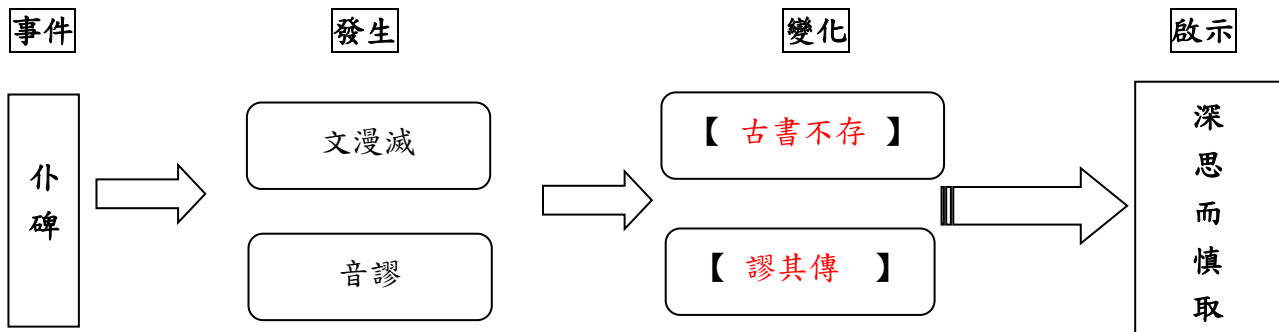 事件
發生
變化
啟示
仆碑
文漫滅
音謬
【 古書不存 】
【 謬其傳 】
深思而慎取